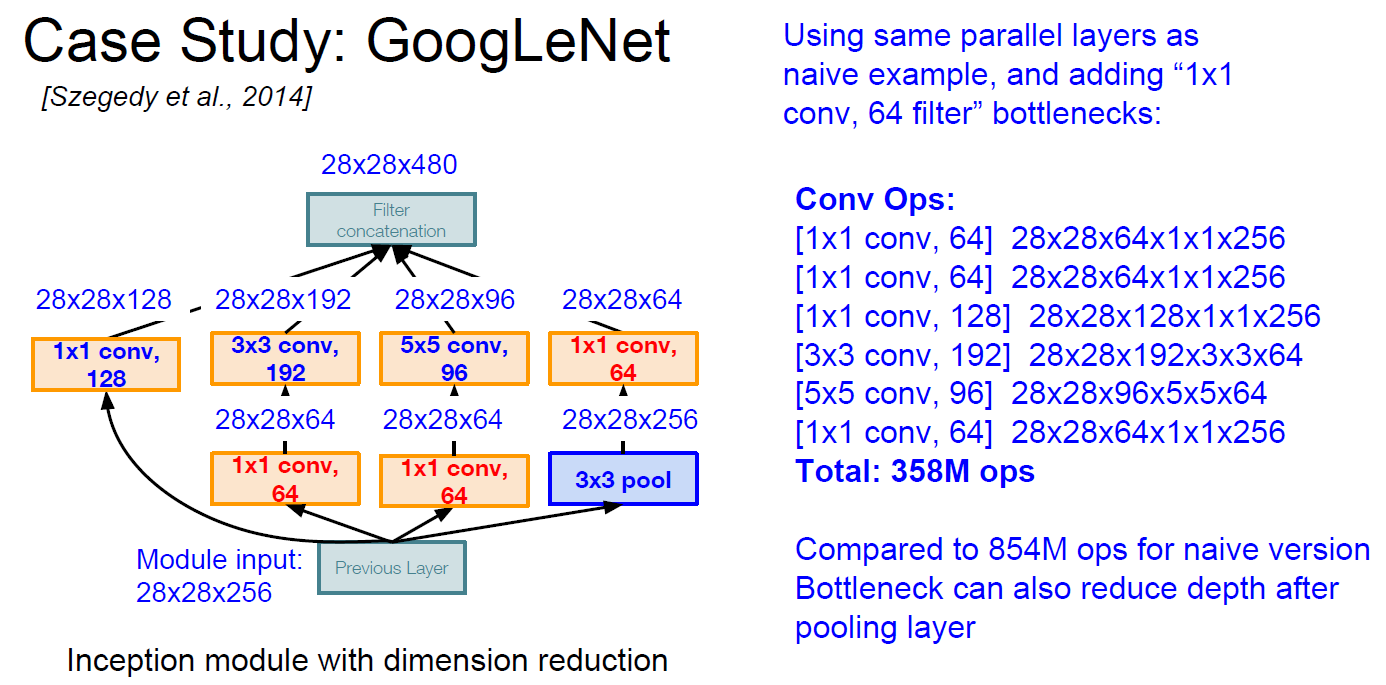 Case Study: GoogLeNet
[Szegedy et al., 2014]
28x28x480
Filter
concatenation
28x28x128
28x28x192
28x28x96
28x28x64
1x1 conv,
128
3x3 conv,
192
5x5 conv,
96
1x1 conv,
64
28x28x64
28x28x64
28x28x256
1x1 conv,
64
1x1 conv,
64
3x3 pool
Module input:
28x28x256
Previous Layer
Inception module with dimension reduction
Using same parallel layers as
naive example, and adding “1x1
conv, 64 filter” bottlenecks:
Conv Ops:
[1x1 conv, 64] 28x28x64x1x1x256
[1x1 conv, 64] 28x28x64x1x1x256
[1x1 conv, 128] 28x28x128x1x1x256
[3x3 conv, 192] 28x28x192x3x3x64
[5x5 conv, 96] 28x28x96x5x5x64
[1x1 conv, 64] 28x28x64x1x1x256
Total: 358M ops
Compared to 854M ops for naive version
Bottleneck can also reduce depth after
pooling layer